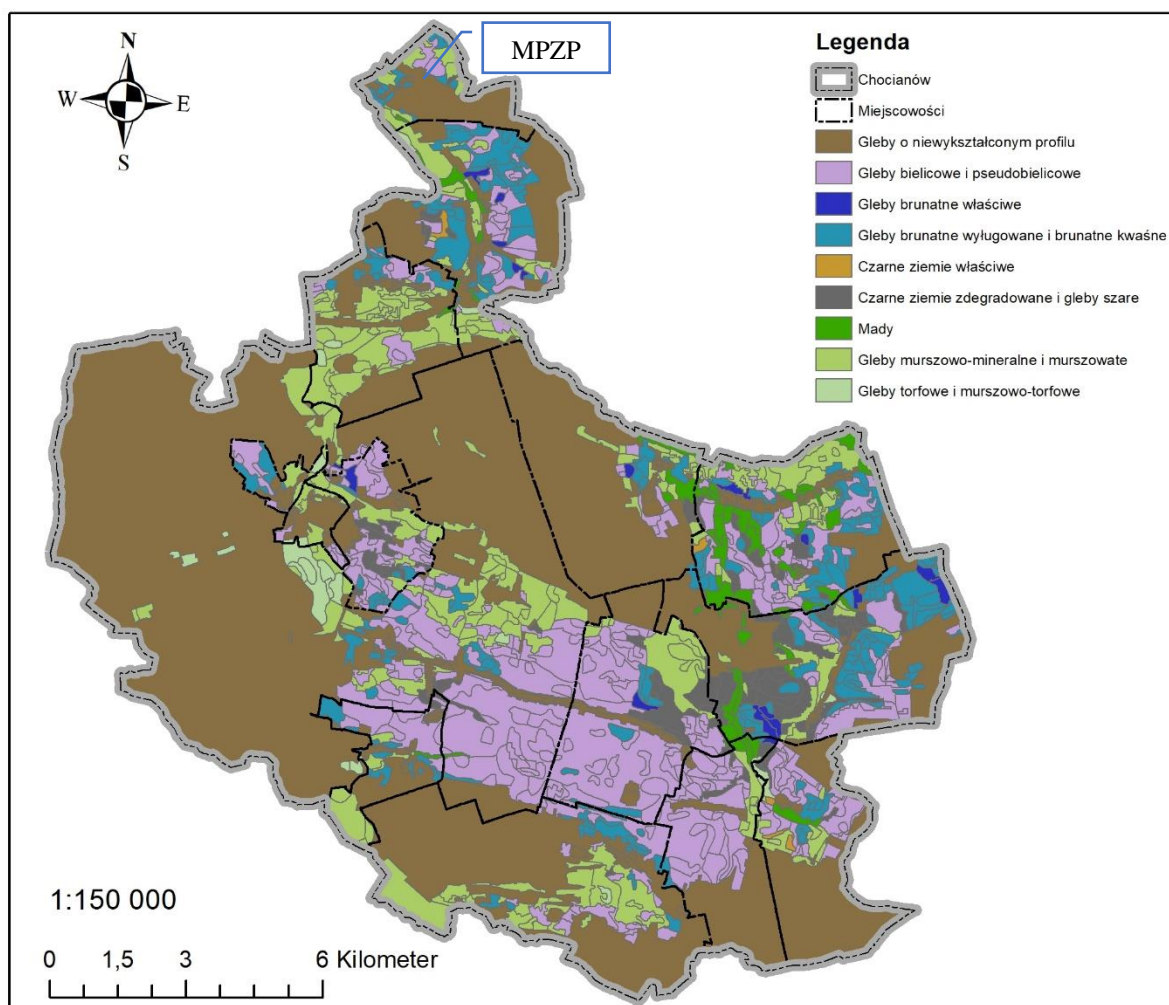 MPZP
N
W
E
S
Legenda
Chocianów
Miejscowości
Gleby o niewykształconym profilu
Gleby bielicowe i pseudobielicowe
Gleby brunatne właściwe
Gleby brunatne wyługowane i brunatne kwaśne
Czarne ziemie właściwe
Czarne ziemie zdegradowane i gleby szare
Mady
Gleby murszowo-mineralne i murszowate
Gleby torfowe i murszowo-torfowe
1:150 000
0 1,5 3 6 Kilometer